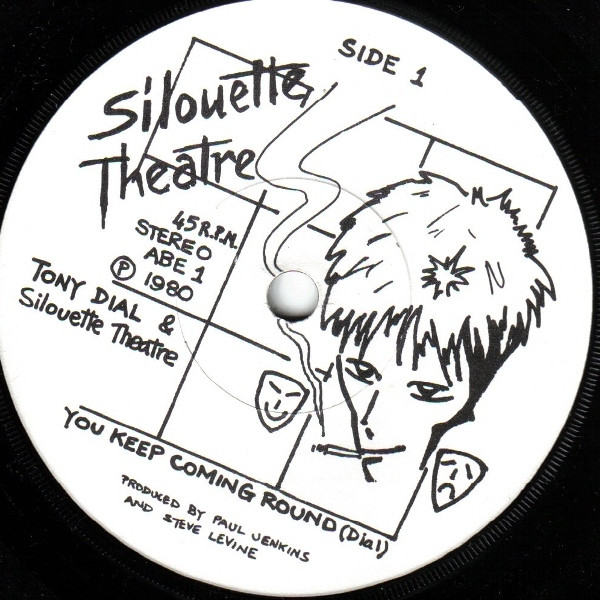 SIDE 1
Silouette
Theatre
45 R.P.M.
STEREO
ABE 1
Ⓟ 1980
TONY DIAL &
Silouette Theatre
YOU KEEP COMING ROUND (Dial)
PRODUCED BY PAUL JENKINS
AND STEVE LEVINE